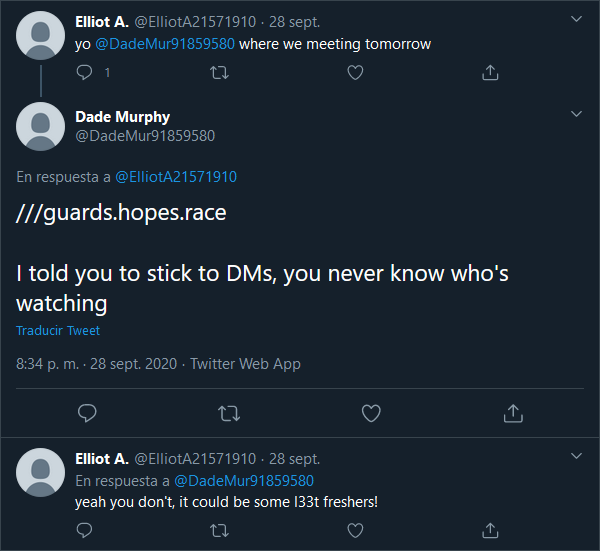 Elliot A. @ElliotA21571910 · 28 sept.
yo @DadeMur91859580 where we meeting tomorrow
1
Dade Murphy
@DadeMur91859580
En respuesta a @ElliotA21571910
///guards.hopes.race
I told you to stick to DMs, you never know who's
watching
Traducir Tweet
8:34 p. m. · 28 sept. 2020 · Twitter Web App
Elliot A. @ElliotA21571910 · 28 sept.
En respuesta a @DadeMur91859580
yeah you don't, it could be some l33t freshers!